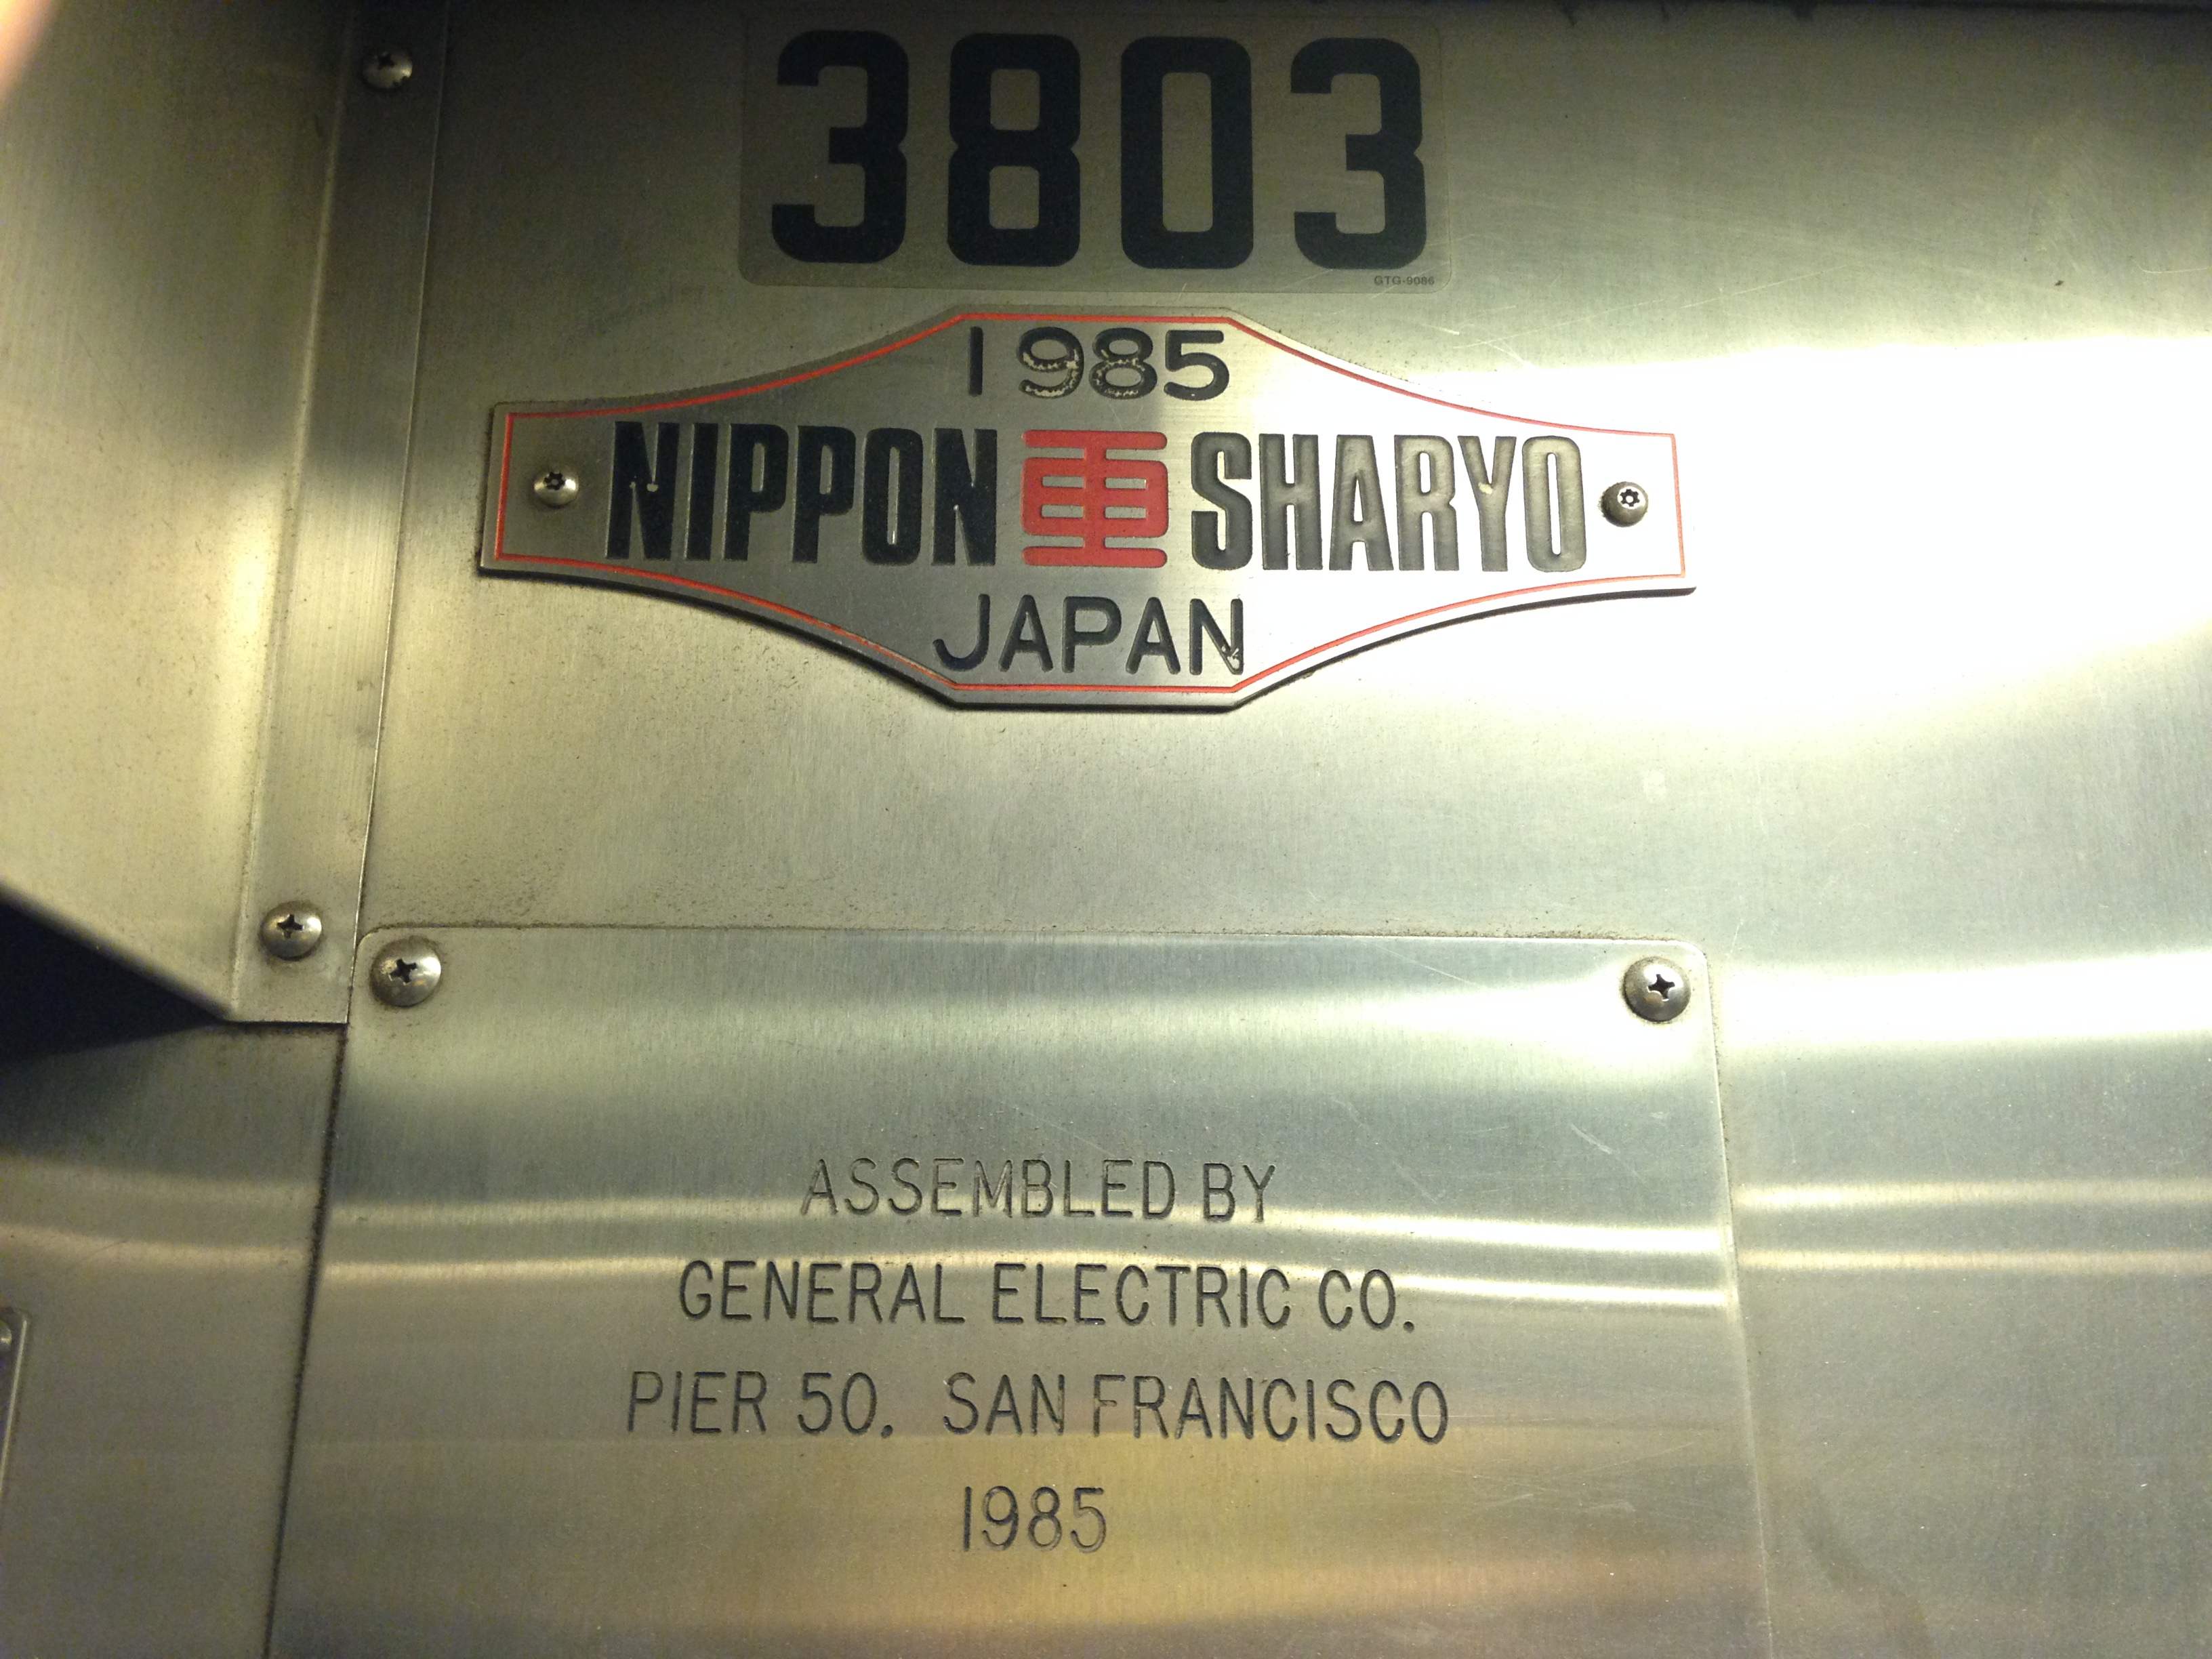 3803
GTG-9086
1985
NIPPON 車 SHARYO
JAPAN
ASSEMBLED BY
GENERAL ELECTRIC CO.
PIER 50. SAN FRANCISCO
1985